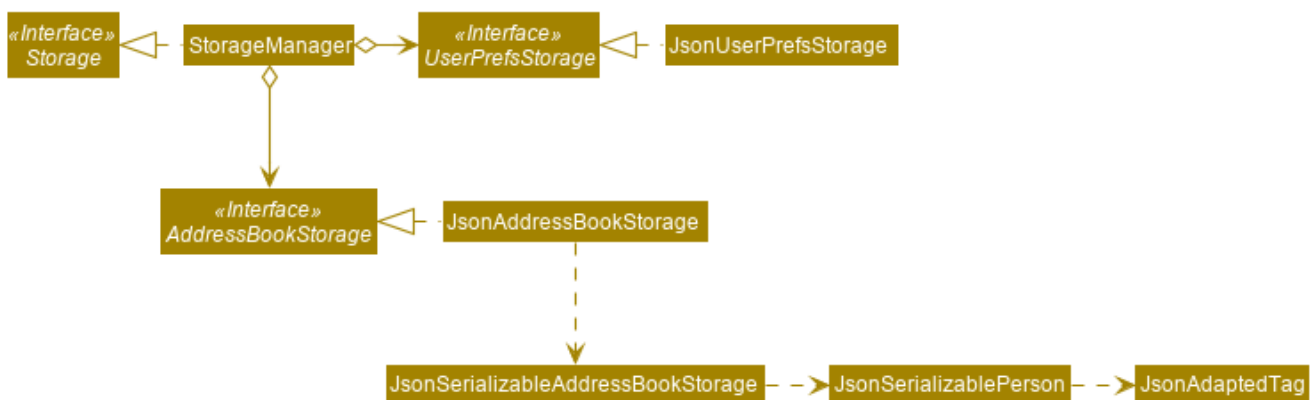 «Interface»
Storage
StorageManager
«Interface»
UserPrefsStorage
JsonUserPrefsStorage
«Interface»
AddressBookStorage
JsonAddressBookStorage
JsonSerializableAddressBookStorage
JsonSerializablePerson
JsonAdaptedTag